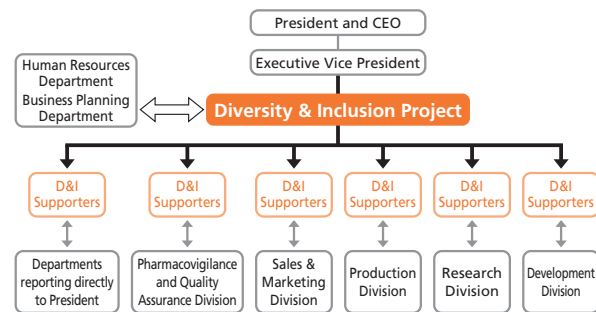 President and CEO
Executive Vice President
Human Resources
Department
Business Planning
Department
Diversity & Inclusion Project
D&I
Supporters
D&I
Supporters
D&I
Supporters
D&I
Supporters
D&I
Supporters
D&I
Supporters
Departments
reporting directly
to President
Pharmacovigilance
and Quality
Assurance Division
Sales &
Marketing
Division
Production
Division
Research
Division
Development
Division